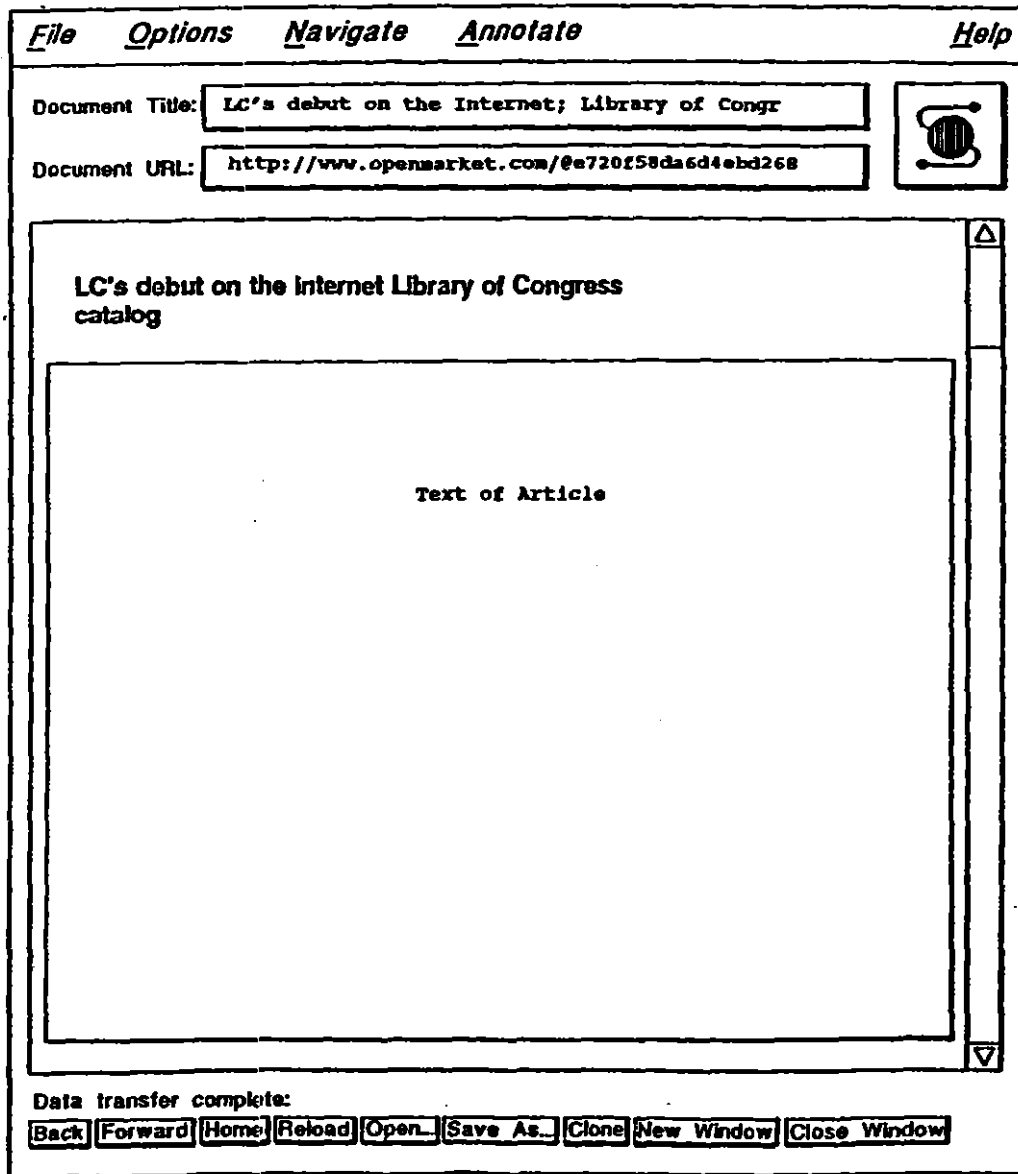 File Options Navigate Annotate Help
Document Title: LC's debut on the Internet; Library of Congr
Document URL: http://www.openmarket.com/@e720f58da6d4ebd268
LC's debut on the Internet Library of Congress
catalog
Text of Article
Data transfer complete:
Back Forward Home Reload Open... Save As... Clone New Window Close Window